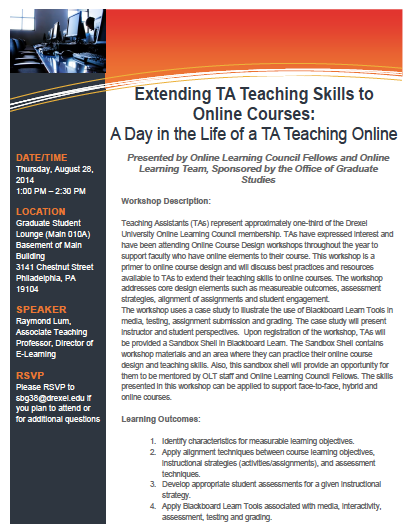 Extending TA Teaching Skills to
Online Courses:
A Day in the Life of a TA Teaching Online
Presented by Online Learning Council Fellows and Online
Learning Team, Sponsored by the Office of Graduate
Studies
DATE/TIME
Thursday, August 28,
2014
1:00 PM – 2:30 PM
LOCATION
Graduate Student
Lounge (Main 010A)
Basement of Main
Building
3141 Chestnut Street
Philadelphia, PA
19104
SPEAKER
Raymond Lum,
Associate Teaching
Professor, Director of
E-Learning
RSVP
Please RSVP to
sbg38@drexel.edu if
you plan to attend or
for additional questions
Workshop Description:
Teaching Assistants (TAs) represent approximately one-third of the Drexel
University Online Learning Council membership. TAs have expressed interest and
have been attending Online Course Design workshops throughout the year to
support faculty who have online elements to their course. This workshop is a
primer to online course design and will discuss best practices and resources
available to TAs to extend their teaching skills to online courses. The workshop
addresses core design elements such as measureable outcomes, assessment
strategies, alignment of assignments and student engagement.
The workshop uses a case study to illustrate the use of Blackboard Learn Tools in
media, testing, assignment submission and grading. The case study will present
instructor and student perspectives.  Upon registration of the workshop, TAs will
be provided a Sandbox Shell in Blackboard Learn. The Sandbox Shell contains
workshop materials and an area where they can practice their online course
design and teaching skills. Also, this sandbox shell will provide an opportunity for
them to be mentored by OLT staff and Online Learning Council Fellows. The skills
presented in this workshop can be applied to support face-to-face, hybrid and
online courses.
Learning Outcomes:
1. Identify characteristics for measurable learning objectives.
2. Apply alignment techniques between course learning objectives,
instructional strategies (activities/assignments), and assessment
techniques.
3. Develop appropriate student assessments for a given instructional
strategy.
4. Apply Blackboard Learn Tools associated with media, interactivity,
assessment, testing and grading.